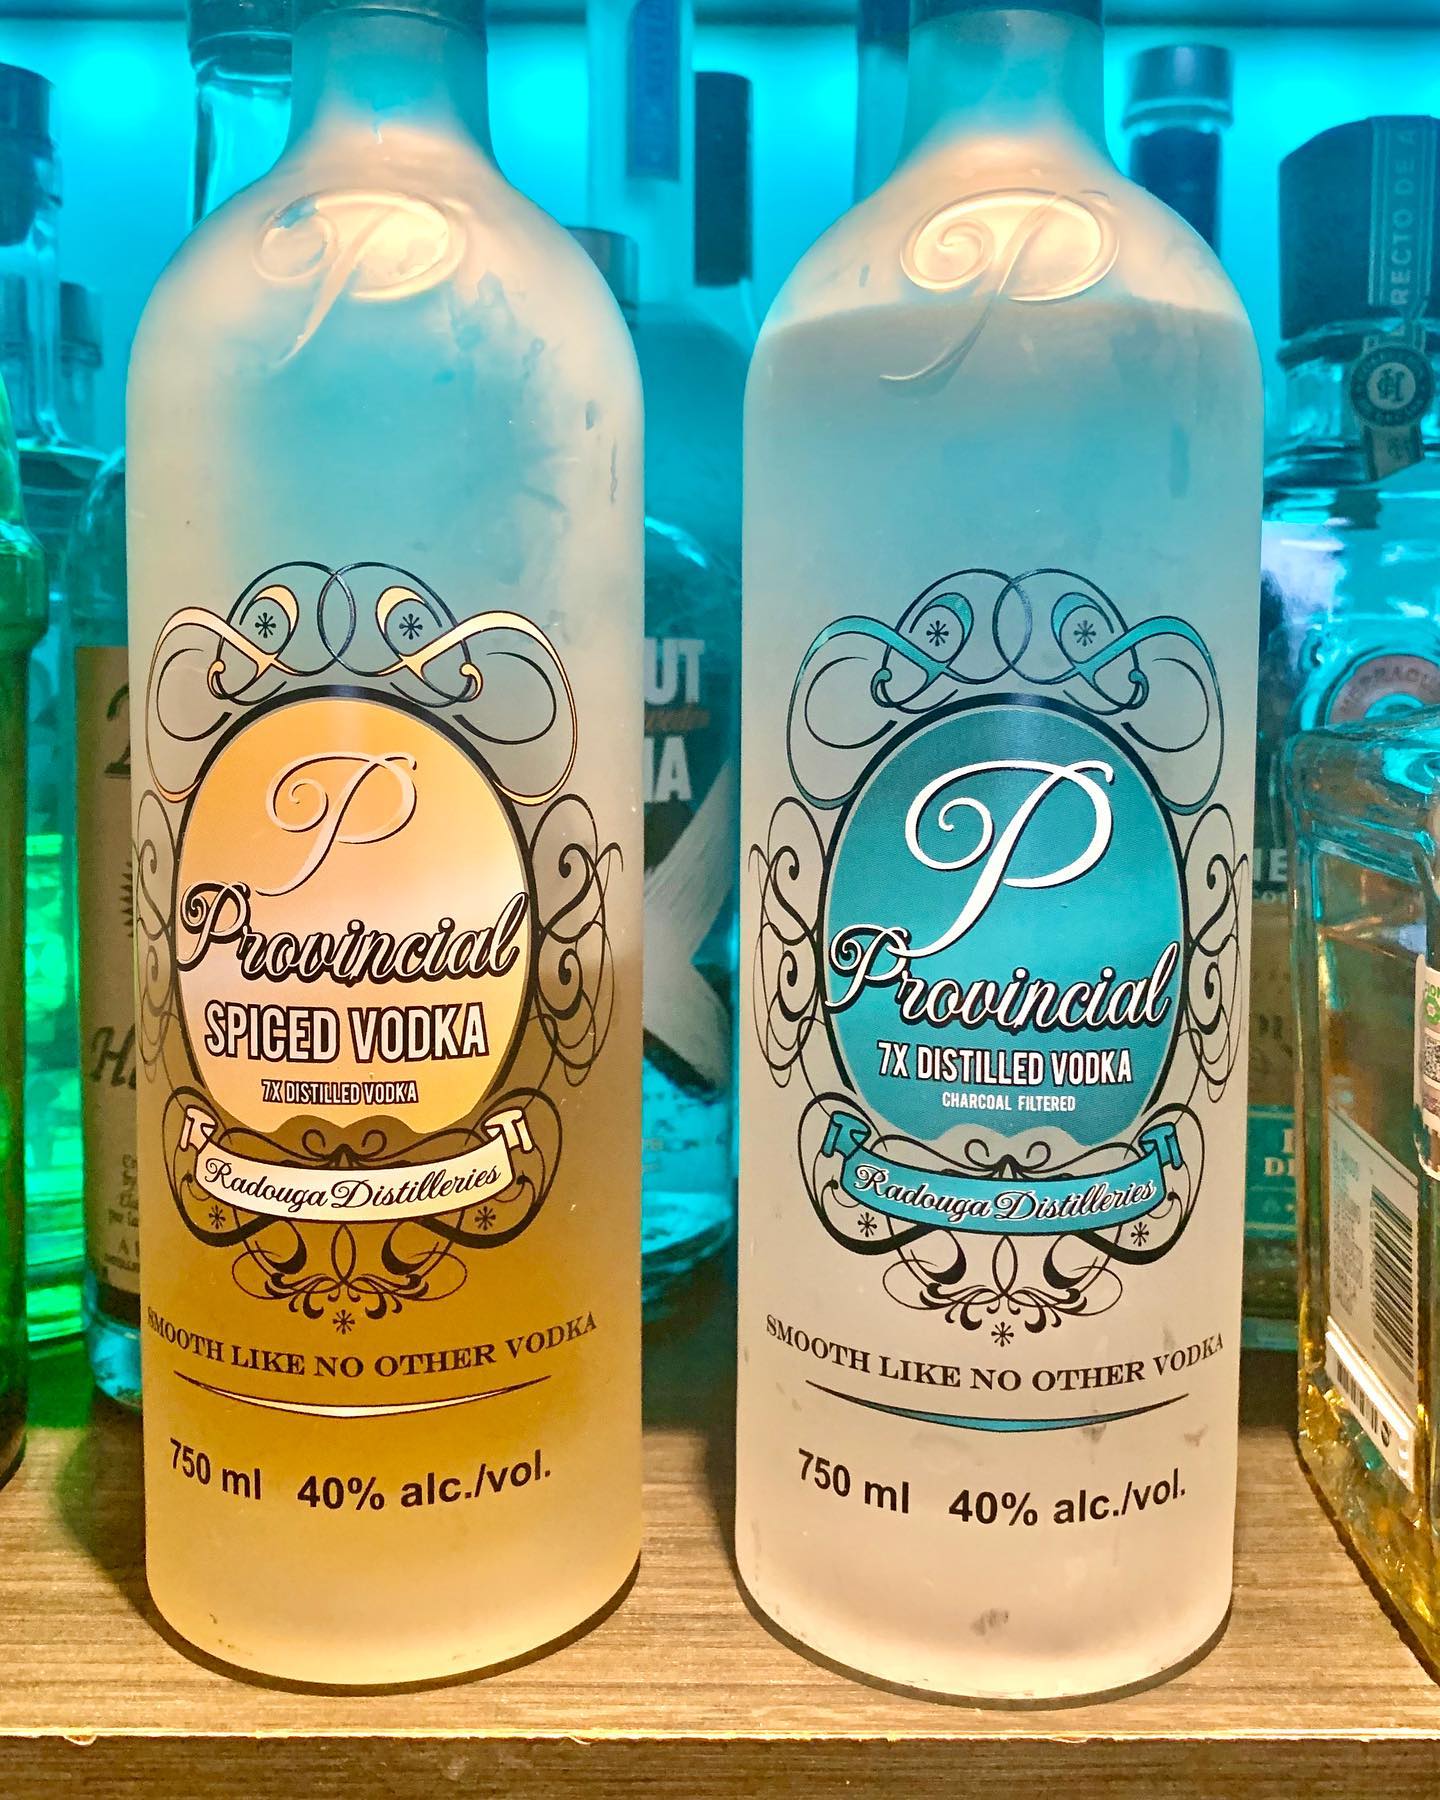 P
Provincial
SPICED VODKA
7X DISTILLED VODKA
Radouga Distilleries
SMOOTH LIKE NO OTHER VODKA
750 ml 40% alc./vol.
P
P
Provincial
7X DISTILLED VODKA
CHARCOAL FILTERED
Radouga Distilleries
SMOOTH LIKE NO OTHER VODKA
750 ml 40% alc./vol.
P